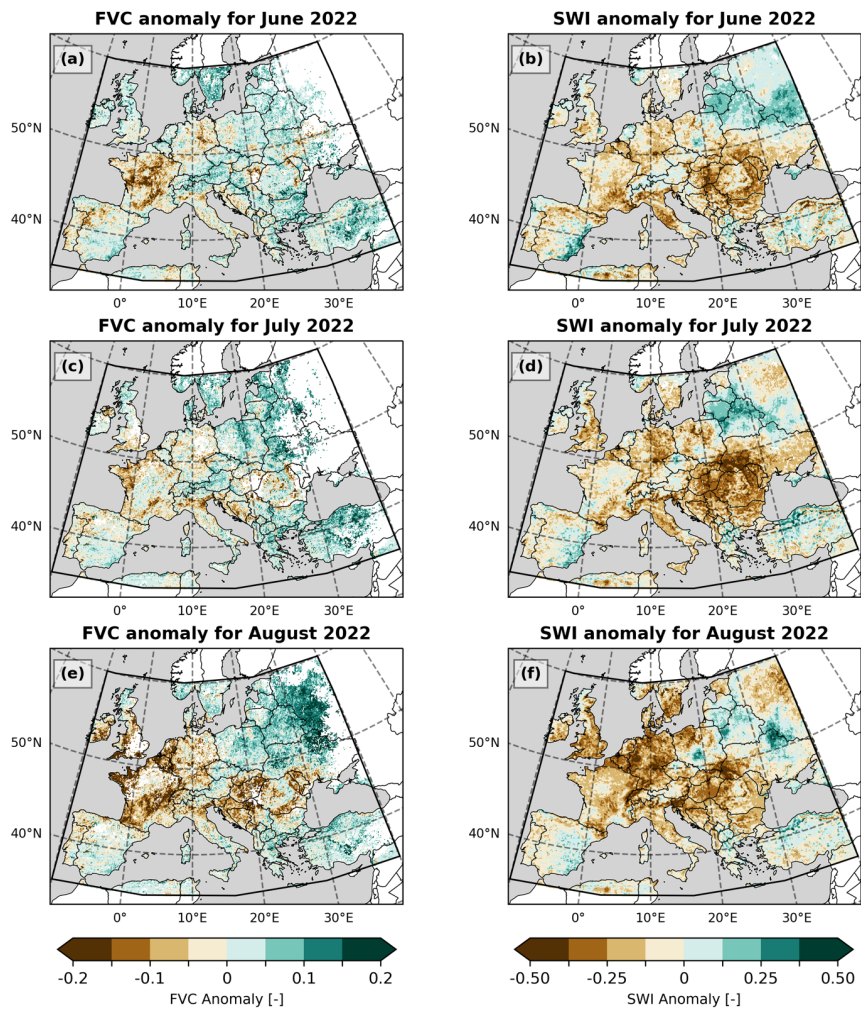 FVC anomaly for June 2022
SWI anomaly for June 2022
(a)
(b)
50°N
50°N
40°N
40°N
0°
10°E
20°E
30°E
0°
10°E
20°E
30°E
FVC anomaly for July 2022
SWI anomaly for July 2022
(c)
(d)
50°N
50°N
40°N
40°N
0°
10°E
20°E
30°E
0°
10°E
20°E
30°E
FVC anomaly for August 2022
SWI anomaly for August 2022
(e)
(f)
50°N
50°N
40°N
40°N
0°
10°E
20°E
30°E
0°
10°E
20°E
30°E
-0.2
-0.1
0
0.1
0.2
-0.50
-0.25
0
0.25
0.50
FVC Anomaly [-]
SWI Anomaly [-]